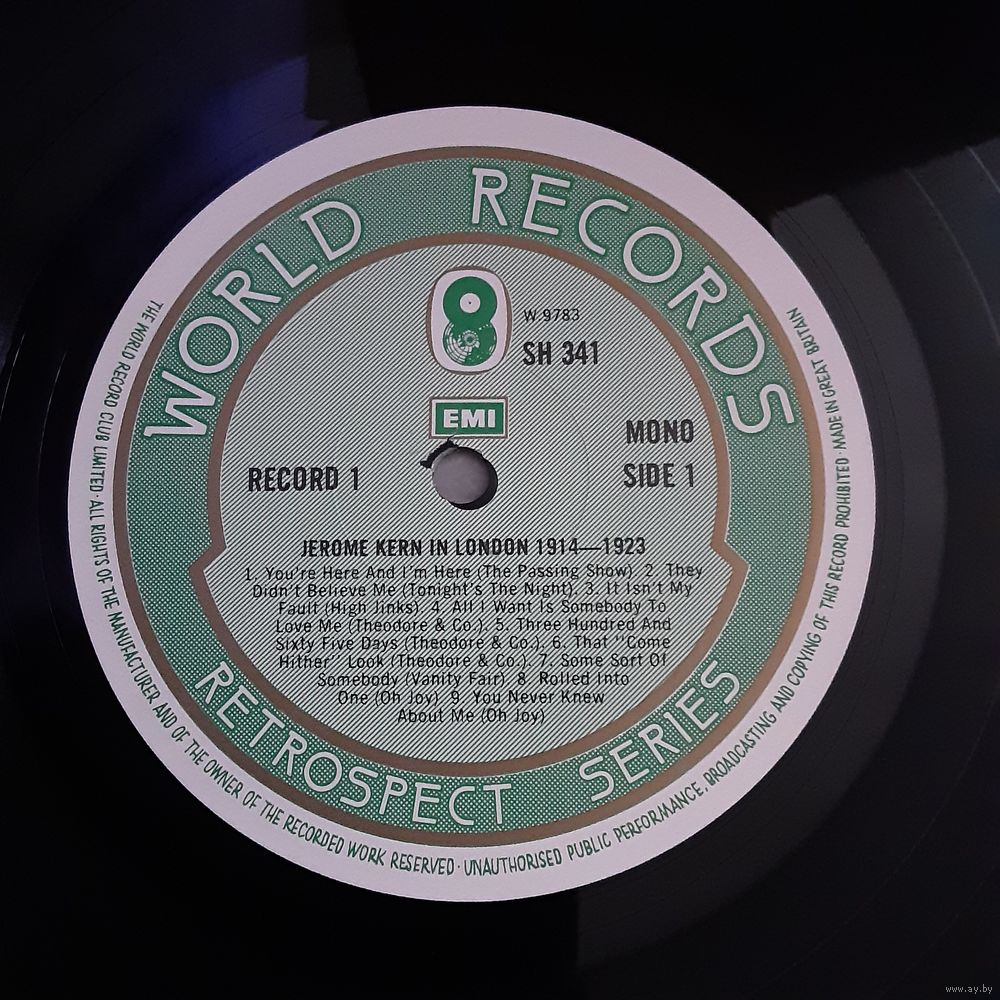 WORLD RECORDS
W 9783
SH 341
EMI
MONO
RECORD 1
SIDE 1
JEROME KERN IN LONDON 1914—1923
1. You're Here And I'm Here (The Passing Show). 2. They
Didn't Believe Me (Tonight's The Night). 3. It Isn't My
Fault (High Jinks). 4. All I Want Is Somebody To
Love Me (Theodore & Co.). 5. Three Hundred And
Sixty Five Days (Theodore & Co.). 6. That "Come
Hither" Look (Theodore & Co.). 7. Some Sort Of
Somebody (Vanity Fair). 8. Rolled Into
One (Oh Joy). 9. You Never Knew
About Me (Oh Joy)
RETROSPECT SERIES
THE WORLD RECORD CLUB LIMITED · ALL RIGHTS OF THE MANUFACTURER AND OF THE OWNER OF THE RECORDED WORK RESERVED · UNAUTHORISED PUBLIC PERFORMANCE, BROADCASTING AND COPYING OF THIS RECORD PROHIBITED · MADE IN GREAT BRITAIN
www.ay.by